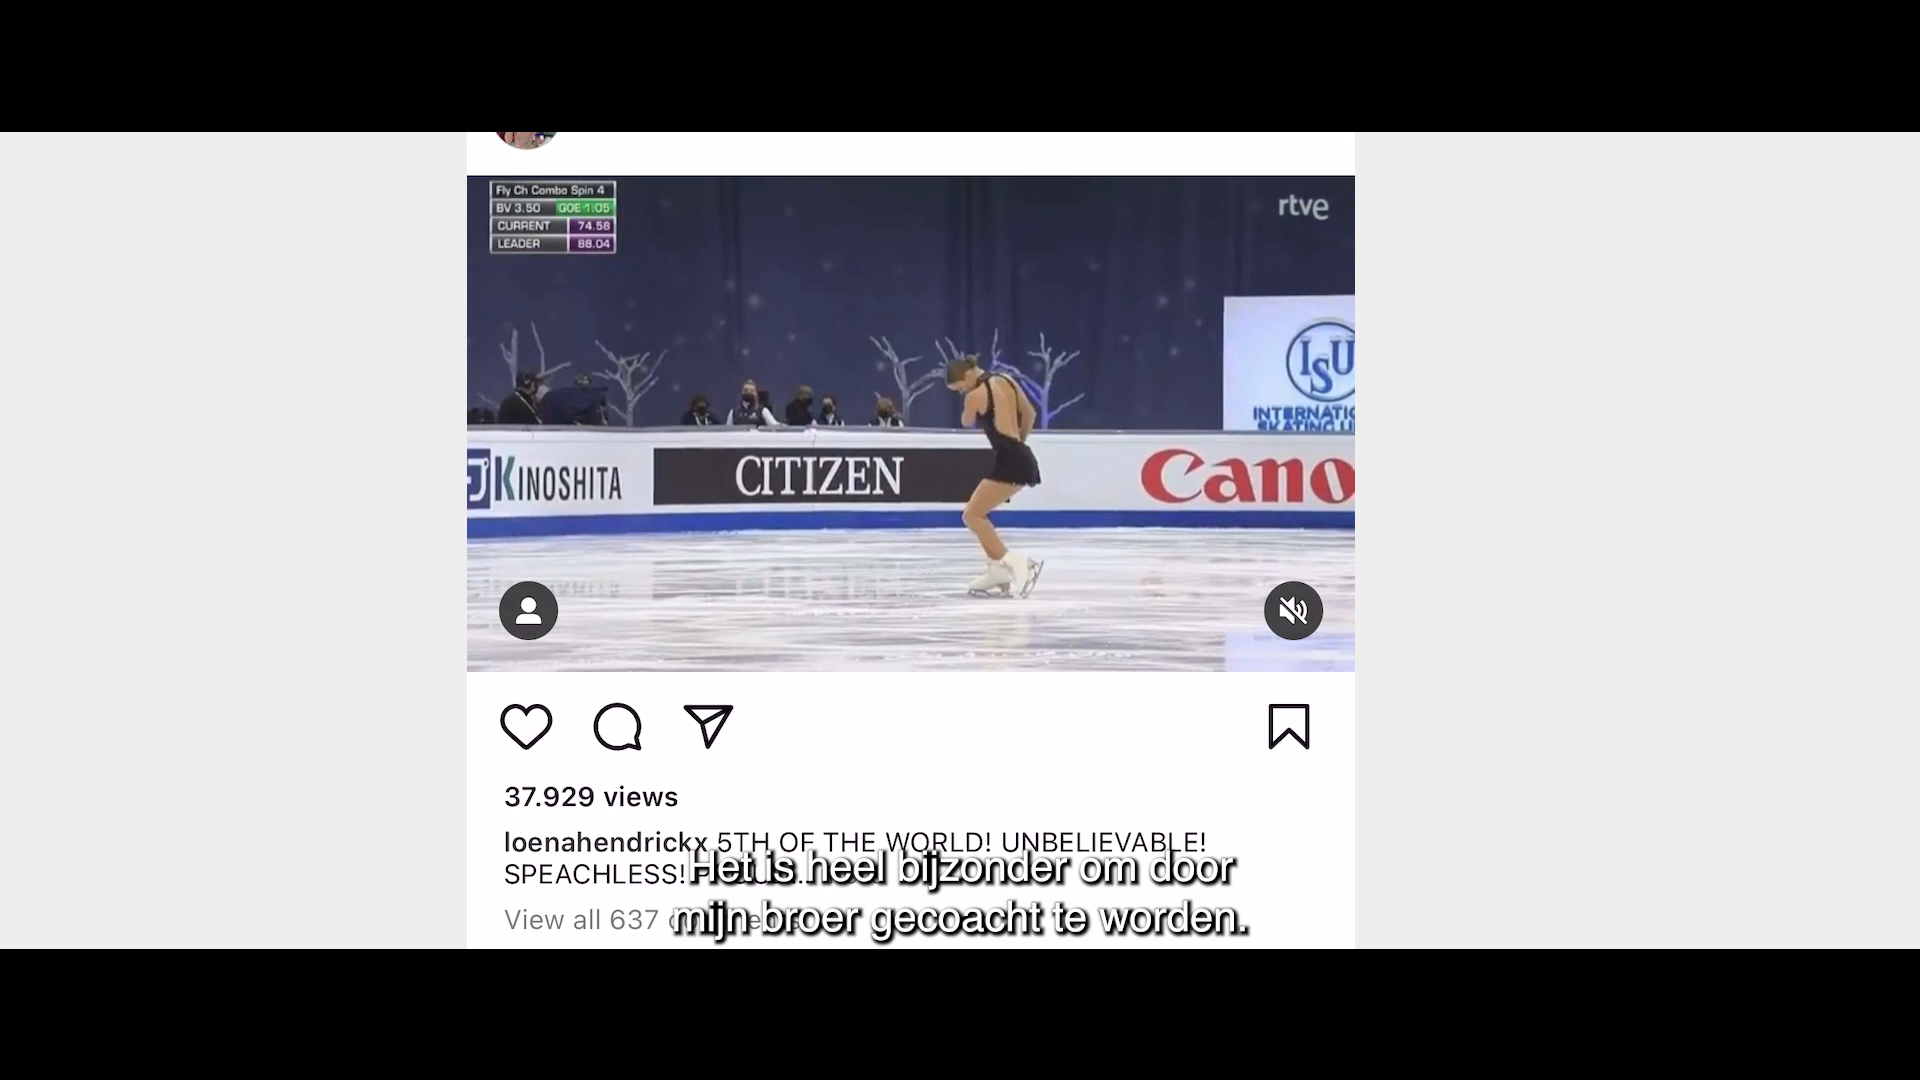 Fly Ch Combo Spin 4
BV 3.50 GOE 1.05
CURRENT 74.58
LEADER 88.04
rtve
ISU
INTERNATIO
SKATING U
KINOSHITA
CITIZEN
Cano
37.929 views
loenahendrickx 5TH OF THE WORLD! UNBELIEVABLE!
SPEACHLESS!
View all 637
Het is heel bijzonder om door
mijn broer gecoacht te worden.